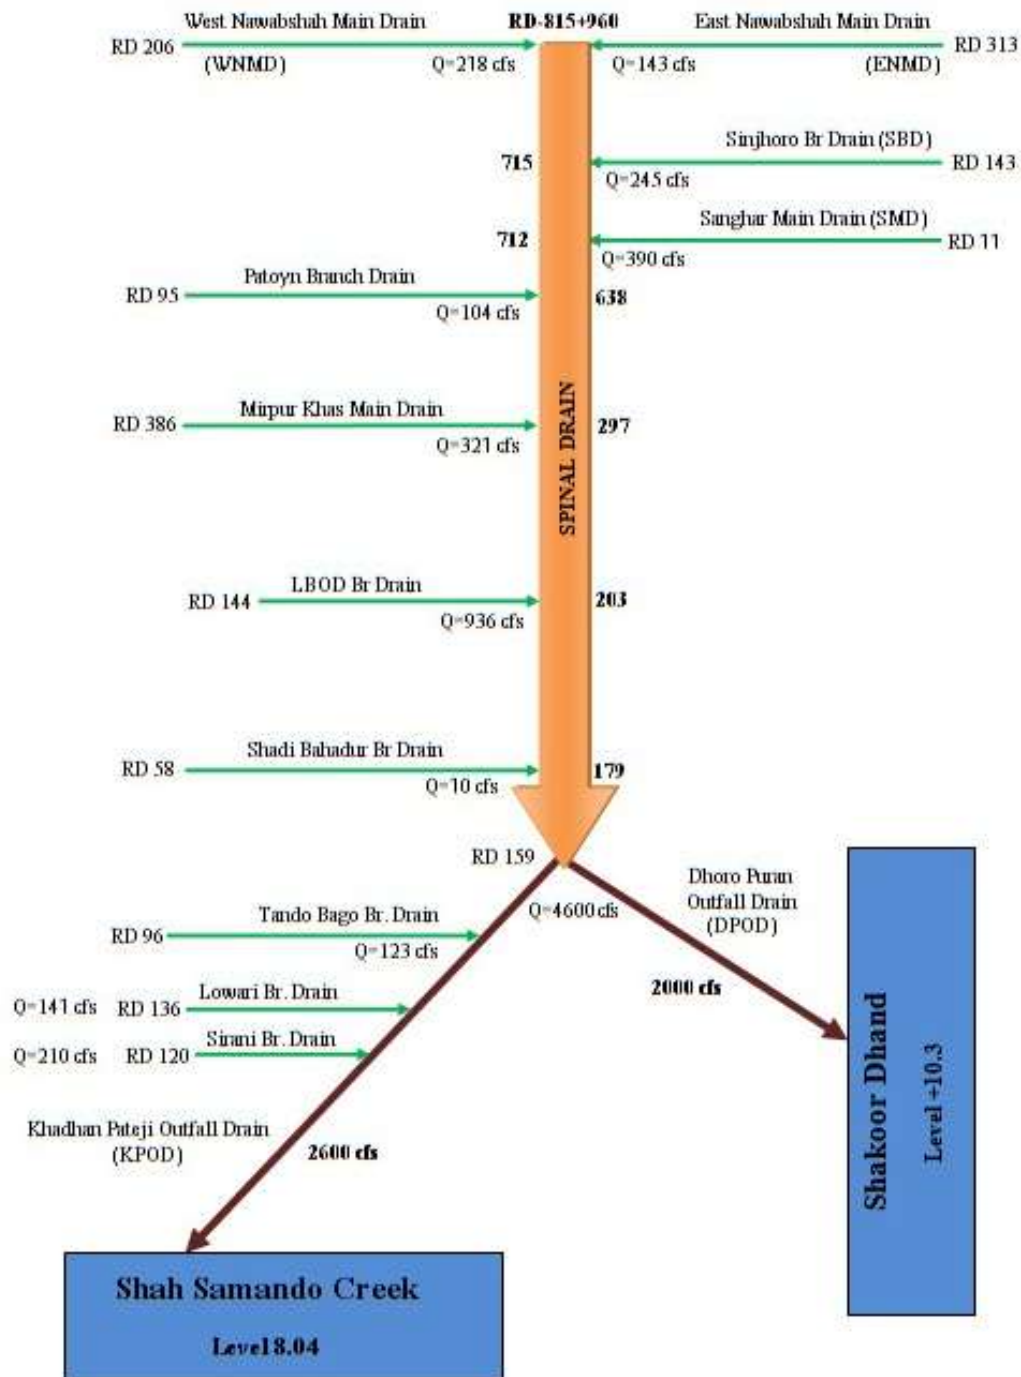 West Nawabshah Main Drain
RD-815+960
East Nawabshah Main Drain
RD 206
RD 313
(WNMD)
Q=218 cfs
Q=143 cfs
(ENMD)
Sinjhoro Br Drain (SBD)
715
RD 143
Q=245 cfs
Sanghar Main Drain (SMD)
712
RD 11
Q=390 cfs
Patoyn Branch Drain
RD 95
638
Q=104 cfs
Mirpur Khas Main Drain
RD 386
297
Q=321 cfs
SPINAL DRAIN
LBOD Br Drain
RD 144
203
Q=936 cfs
Shadi Bahadur Br Drain
RD 58
179
Q=10 cfs
RD 159
Q=4600 cfs
Dhoro Puran
Outfall Drain
(DPOD)
Tando Bago Br. Drain
RD 96
Q=123 cfs
2000 cfs
Q=141 cfs
RD 136
Lowari Br. Drain
Sirani Br. Drain
Q=210 cfs
RD 120
Shakoor Dhand
Level +10.3
Khadhan Pateji Outfall Drain
(KPOD)
2600 cfs
Shah Samando Creek
Level8.04